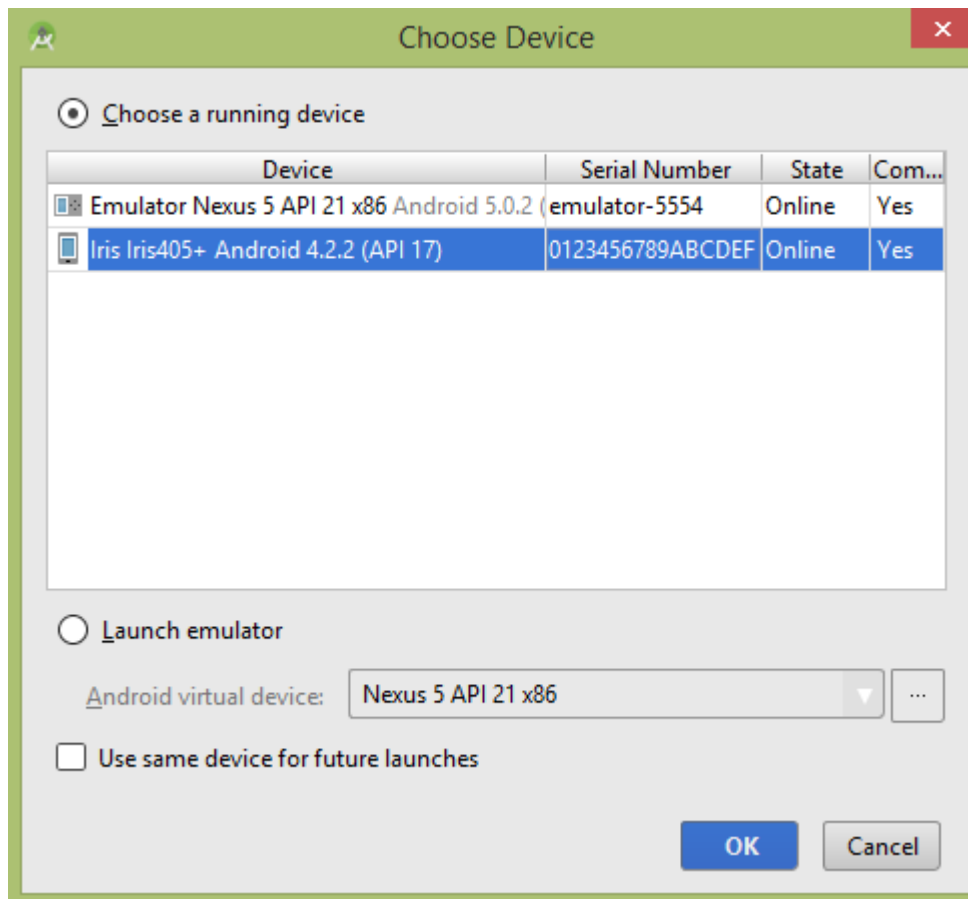 Choose Device
Choose a running device
Device Serial Number State Com...
Emulator Nexus 5 API 21 x86 Android 5.0.2 ( emulator-5554 Online Yes
Iris Iris405+ Android 4.2.2 (API 17) 0123456789ABCDEF Online Yes
Launch emulator
Android virtual device: Nexus 5 API 21 x86 ...
Use same device for future launches
OK Cancel